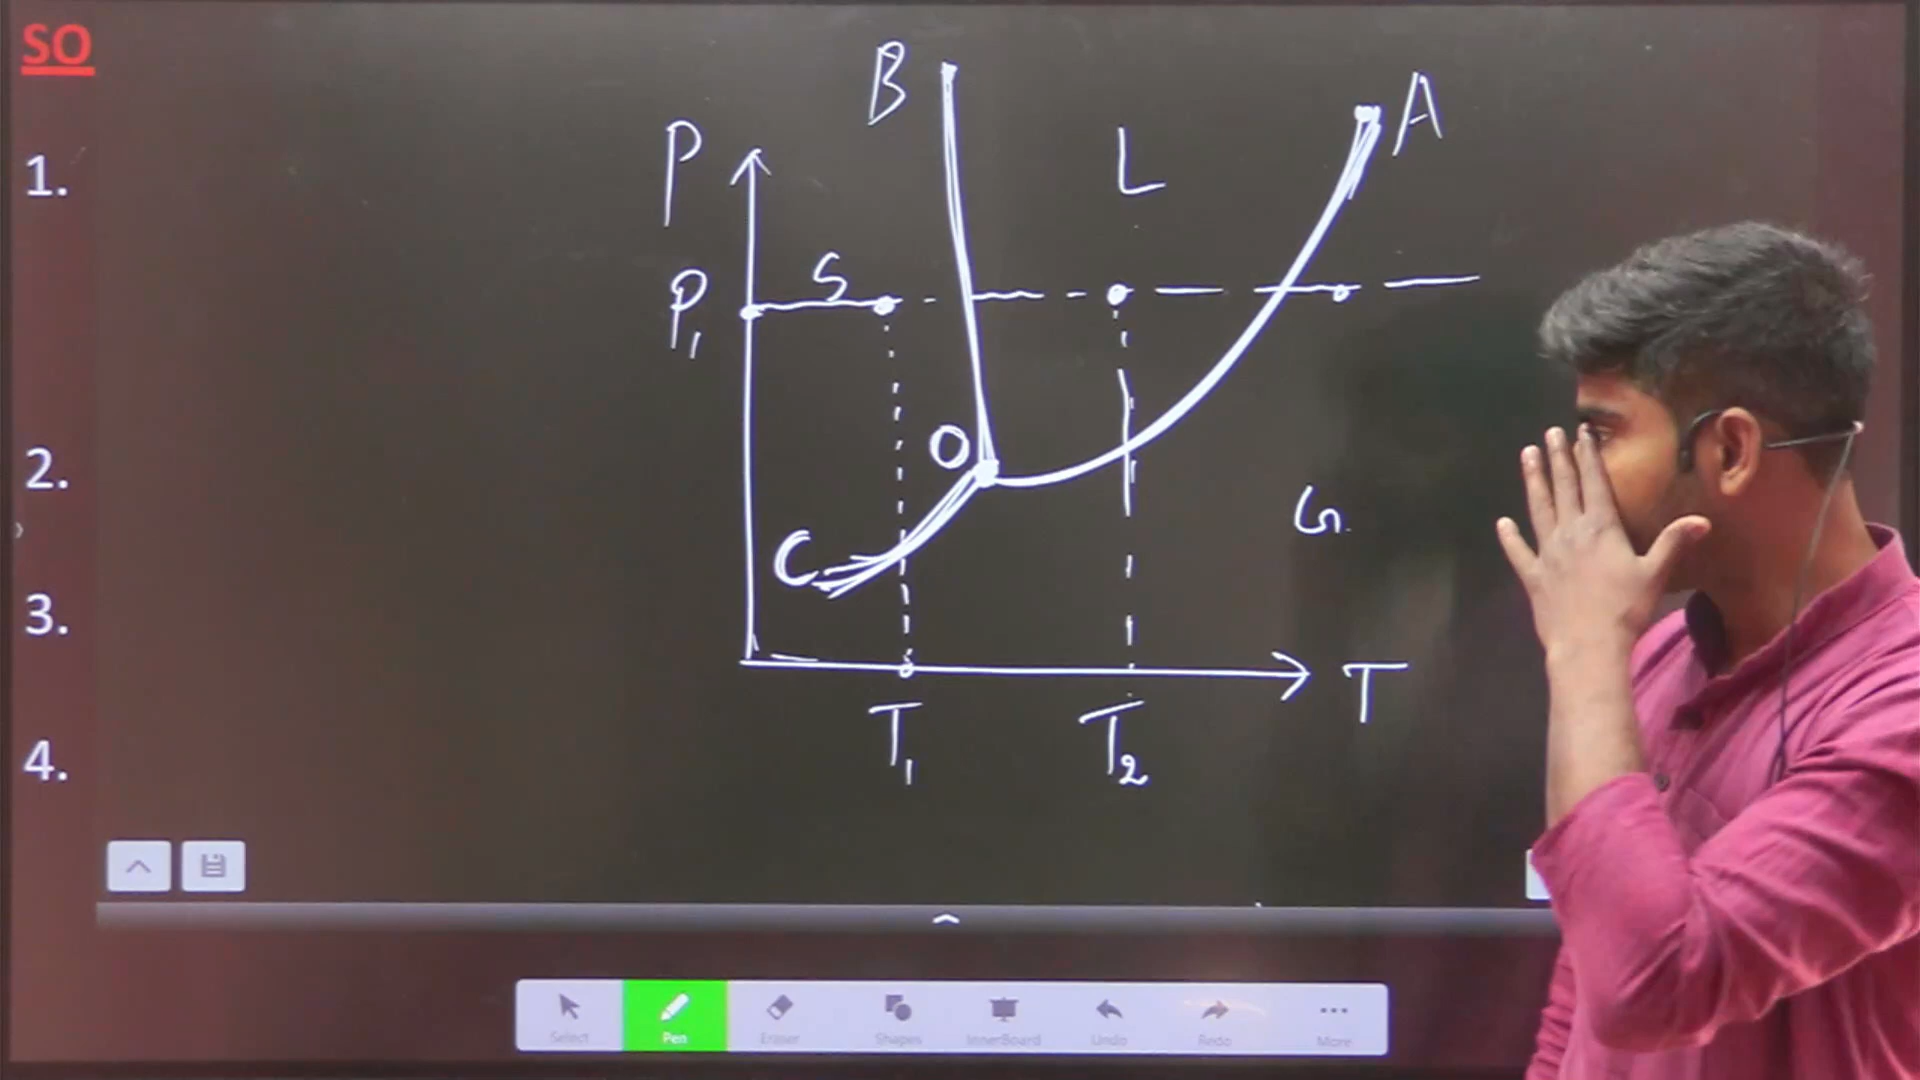 SO
1.
2.
3.
4.
B
A
P
L
S
P₁
O
G
C
T
T₁
T₂
Select
Pen
Eraser
Shapes
InnerBoard
Undo
Redo
More